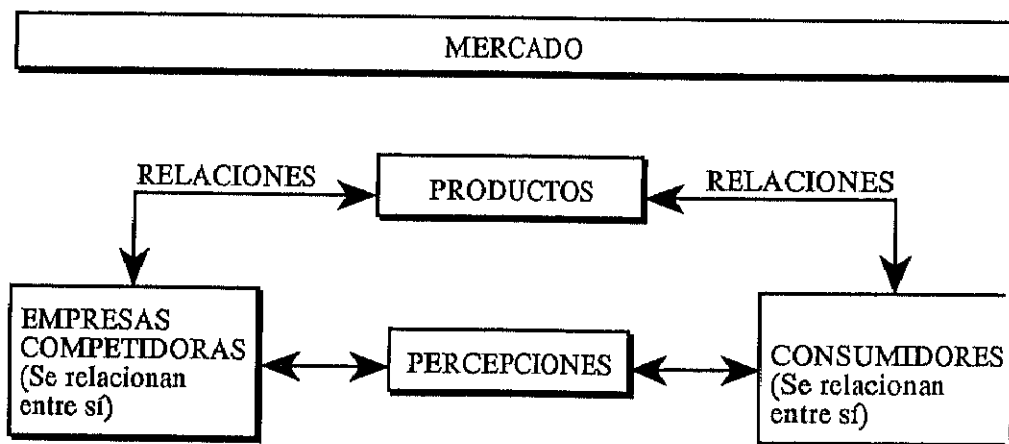 MERCADO
RELACIONES
PRODUCTOS
RELACIONES
EMPRESAS
COMPETIDORAS
(Se relacionan
entre sí)
PERCEPCIONES
CONSUMIDORES
(Se relacionan
entre sí)